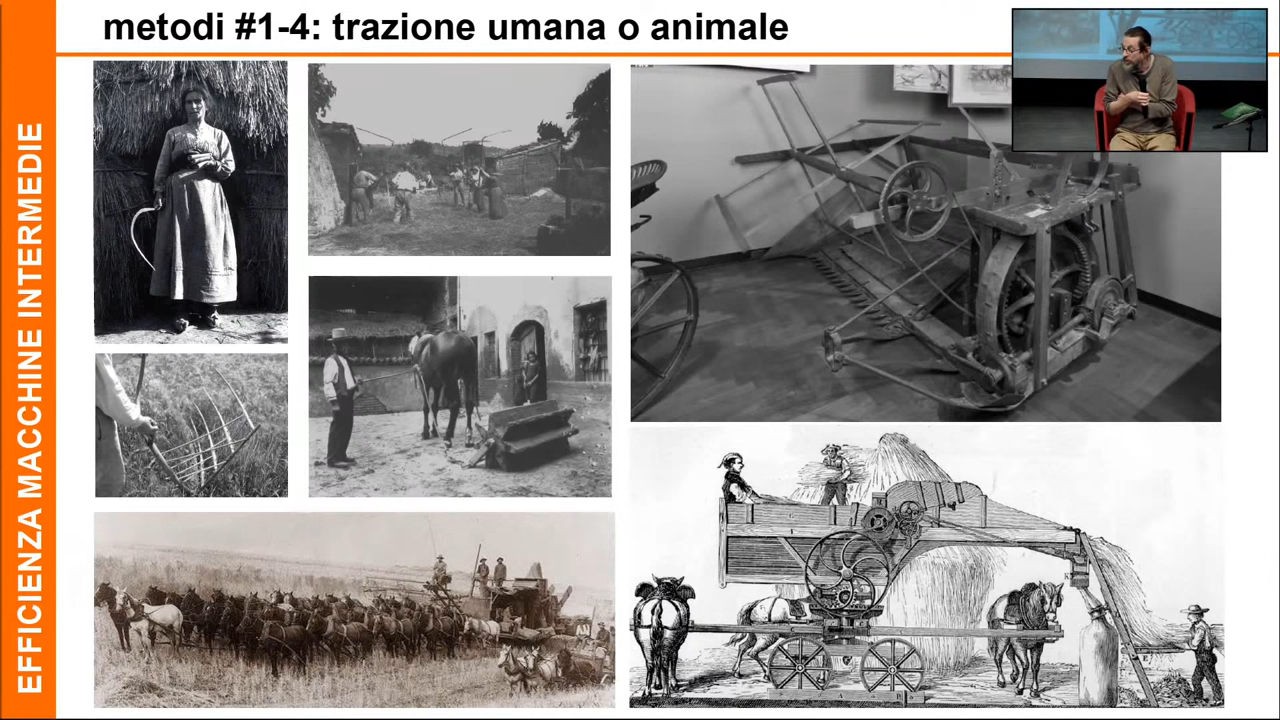 metodi #1-4: trazione umana o animale
EFFICIENZA MACCHINE INTERMEDIE